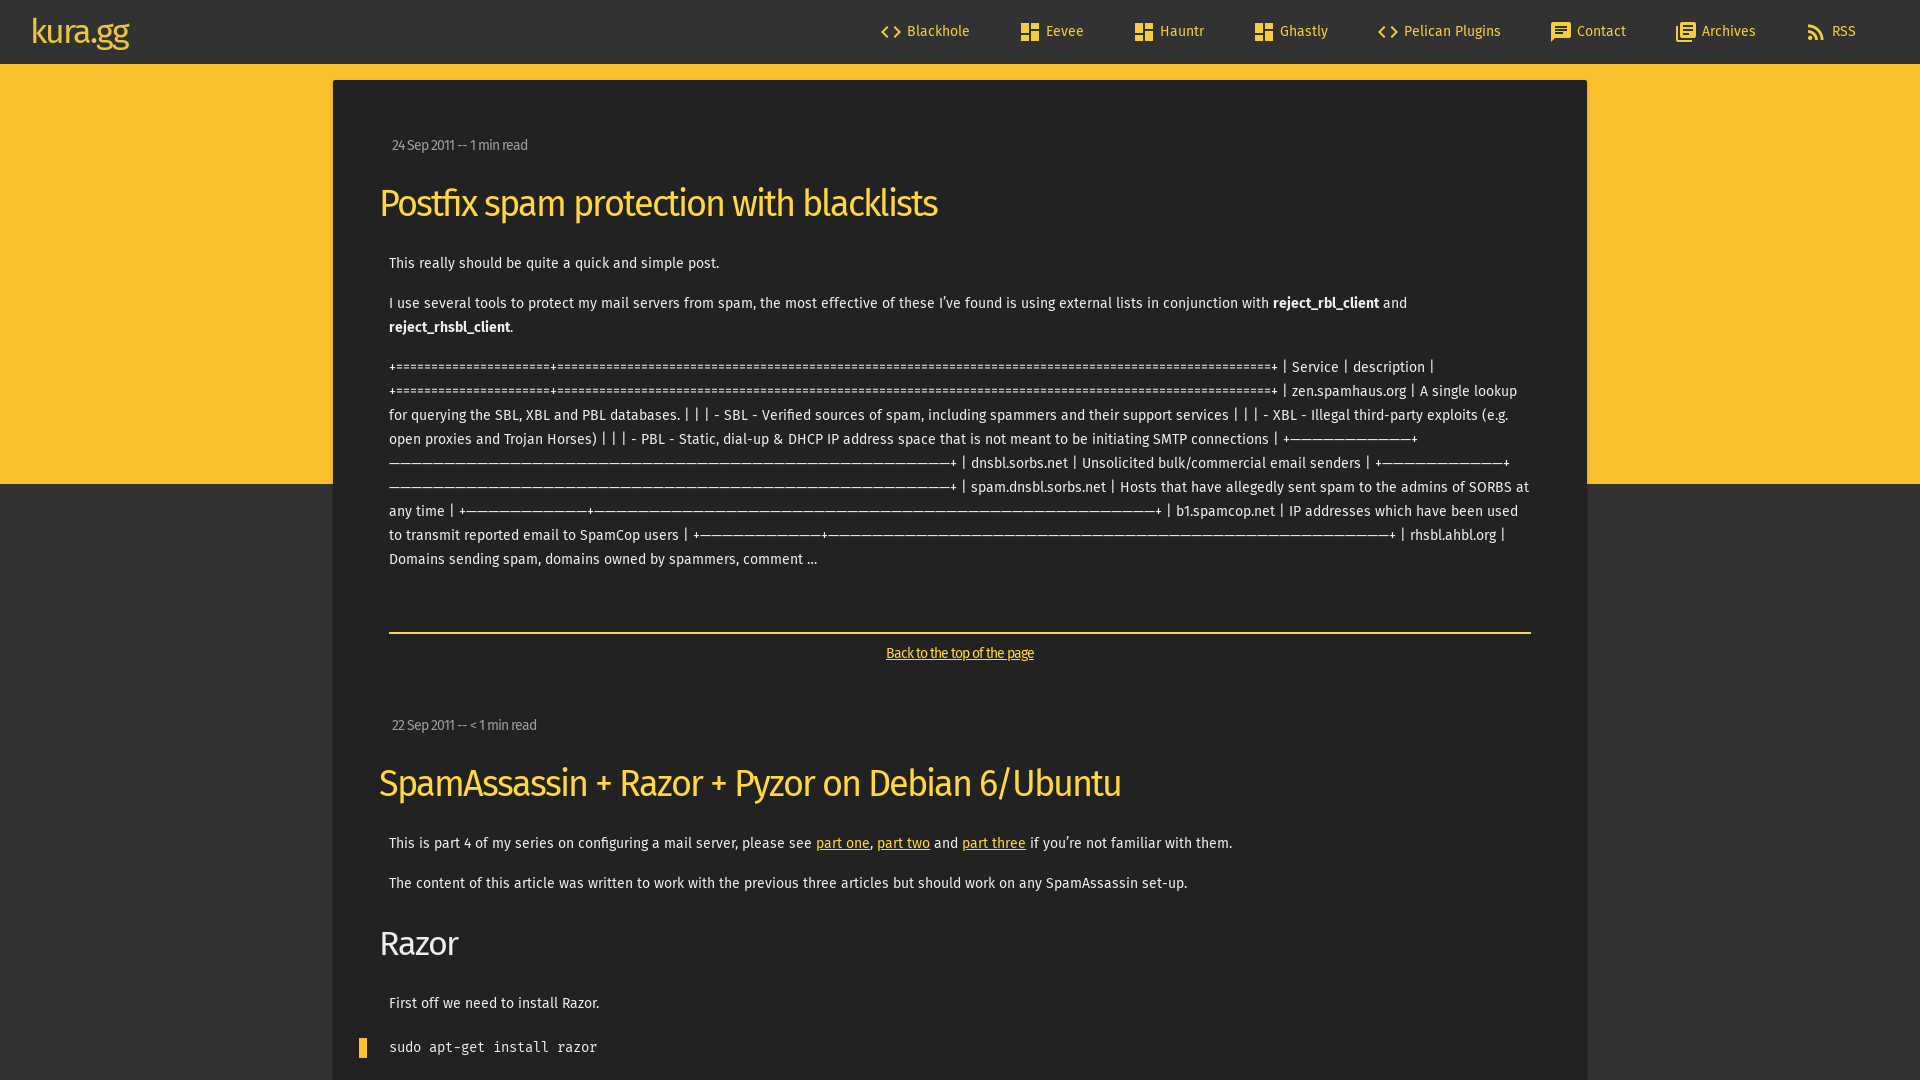 kura.gg
Blackhole
Eevee
Hauntr
Ghastly
Pelican Plugins
Contact
Archives
RSS
24 Sep 2011 -- 1 min read
Postfix spam protection with blacklists
This really should be quite a quick and simple post.
I use several tools to protect my mail servers from spam, the most effective of these I’ve found is using external lists in conjunction with reject_rbl_client and
reject_rhsbl_client.
+======================+======================================================================================================+ | Service | description |
+======================+======================================================================================================+ | zen.spamhaus.org | A single lookup
for querying the SBL, XBL and PBL databases. | | | - SBL - Verified sources of spam, including spammers and their support services | | | - XBL - Illegal third-party exploits (e.g.
open proxies and Trojan Horses) | | | - PBL - Static, dial-up & DHCP IP address space that is not meant to be initiating SMTP connections | +———————————–+
———————————————————————————————————————————————————+ | dnsbl.sorbs.net | Unsolicited bulk/commercial email senders | +———————————–+
———————————————————————————————————————————————————+ | spam.dnsbl.sorbs.net | Hosts that have allegedly sent spam to the admins of SORBS at
any time | +———————————–+———————————————————————————————————————————————————+ | b1.spamcop.net | IP addresses which have been used
to transmit reported email to SpamCop users | +———————————–+———————————————————————————————————————————————————+ | rhsbl.ahbl.org |
Domains sending spam, domains owned by spammers, comment …
Back to the top of the page
22 Sep 2011 -- < 1 min read
SpamAssassin + Razor + Pyzor on Debian 6/Ubuntu
This is part 4 of my series on configuring a mail server, please see part one, part two and part three if you’re not familiar with them.
The content of this article was written to work with the previous three articles but should work on any SpamAssassin set-up.
Razor
First off we need to install Razor.
sudo apt-get install razor